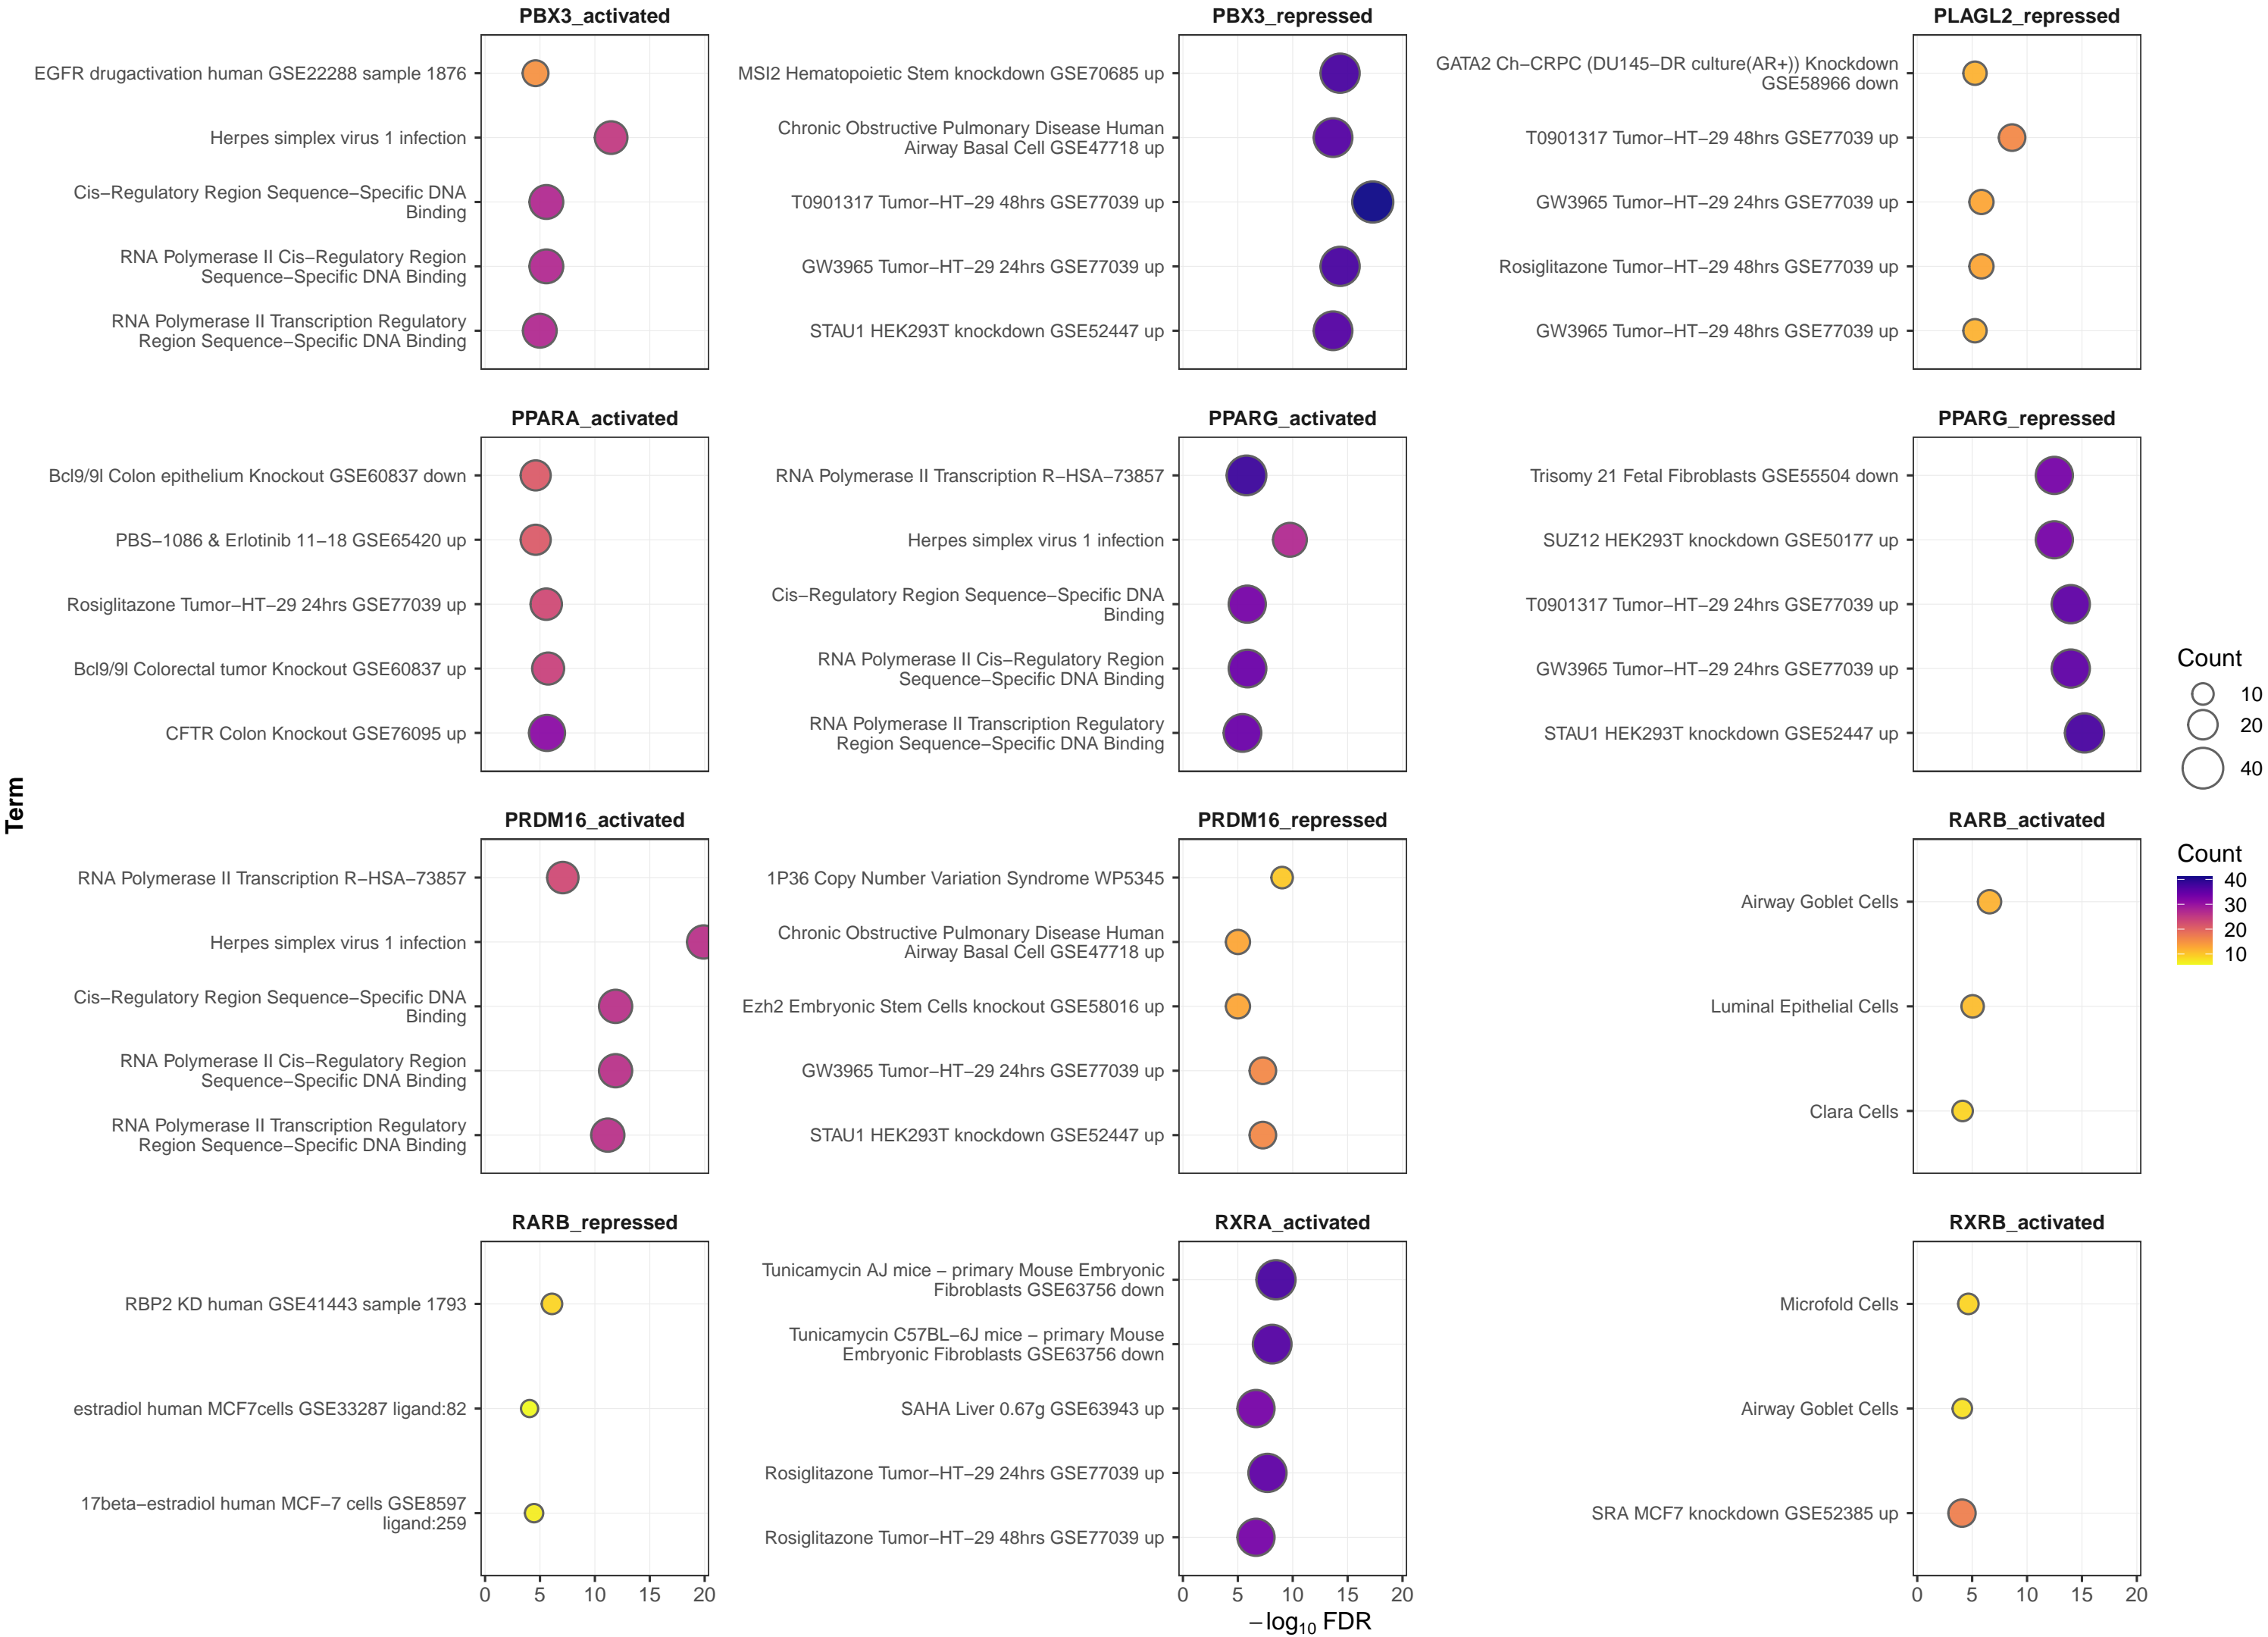 PBX3_activated
EGFR drugactivation human GSE22288 sample 1876
Herpes simplex virus 1 infection
Cis−Regulatory Region Sequence−Specific DNA
Binding
RNA Polymerase II Cis−Regulatory Region
Sequence−Specific DNA Binding
RNA Polymerase II Transcription Regulatory
Region Sequence−Specific DNA Binding
PBX3_repressed
MSI2 Hematopoietic Stem knockdown GSE70685 up
Chronic Obstructive Pulmonary Disease Human
Airway Basal Cell GSE47718 up
T0901317 Tumor−HT−29 48hrs GSE77039 up
GW3965 Tumor−HT−29 24hrs GSE77039 up
STAU1 HEK293T knockdown GSE52447 up
PLAGL2_repressed
GATA2 Ch−CRPC (DU145−DR culture(AR+)) Knockdown
GSE58966 down
T0901317 Tumor−HT−29 48hrs GSE77039 up
GW3965 Tumor−HT−29 24hrs GSE77039 up
Rosiglitazone Tumor−HT−29 48hrs GSE77039 up
GW3965 Tumor−HT−29 48hrs GSE77039 up
PPARA_activated
Bcl9/9l Colon epithelium Knockout GSE60837 down
PBS−1086 & Erlotinib 11−18 GSE65420 up
Rosiglitazone Tumor−HT−29 24hrs GSE77039 up
Bcl9/9l Colorectal tumor Knockout GSE60837 up
CFTR Colon Knockout GSE76095 up
PPARG_activated
RNA Polymerase II Transcription R−HSA−73857
Herpes simplex virus 1 infection
Cis−Regulatory Region Sequence−Specific DNA
Binding
RNA Polymerase II Cis−Regulatory Region
Sequence−Specific DNA Binding
RNA Polymerase II Transcription Regulatory
Region Sequence−Specific DNA Binding
PPARG_repressed
Trisomy 21 Fetal Fibroblasts GSE55504 down
SUZ12 HEK293T knockdown GSE50177 up
T0901317 Tumor−HT−29 24hrs GSE77039 up
GW3965 Tumor−HT−29 24hrs GSE77039 up
STAU1 HEK293T knockdown GSE52447 up
PRDM16_activated
RNA Polymerase II Transcription R−HSA−73857
Herpes simplex virus 1 infection
Cis−Regulatory Region Sequence−Specific DNA
Binding
RNA Polymerase II Cis−Regulatory Region
Sequence−Specific DNA Binding
RNA Polymerase II Transcription Regulatory
Region Sequence−Specific DNA Binding
PRDM16_repressed
1P36 Copy Number Variation Syndrome WP5345
Chronic Obstructive Pulmonary Disease Human
Airway Basal Cell GSE47718 up
Ezh2 Embryonic Stem Cells knockout GSE58016 up
GW3965 Tumor−HT−29 24hrs GSE77039 up
STAU1 HEK293T knockdown GSE52447 up
RARB_activated
Airway Goblet Cells
Luminal Epithelial Cells
Clara Cells
RARB_repressed
RBP2 KD human GSE41443 sample 1793
estradiol human MCF7cells GSE33287 ligand:82
17beta−estradiol human MCF−7 cells GSE8597
ligand:259
0 5 10 15 20
RXRA_activated
Tunicamycin AJ mice − primary Mouse Embryonic
Fibroblasts GSE63756 down
Tunicamycin C57BL−6J mice − primary Mouse
Embryonic Fibroblasts GSE63756 down
SAHA Liver 0.67g GSE63943 up
Rosiglitazone Tumor−HT−29 24hrs GSE77039 up
Rosiglitazone Tumor−HT−29 48hrs GSE77039 up
0 5 10 15 20
RXRB_activated
Microfold Cells
Airway Goblet Cells
SRA MCF7 knockdown GSE52385 up
0 5 10 15 20
−log₁₀ FDR
Term
Count
10
20
40
Count
40
30
20
10